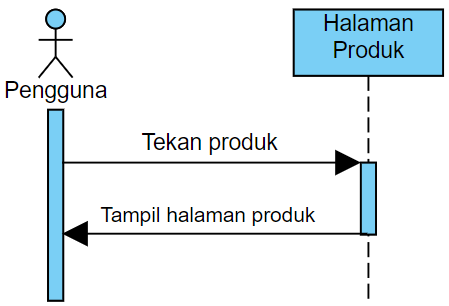 Halaman
Produk
Pengguna
Tekan produk
Tampil halaman produk